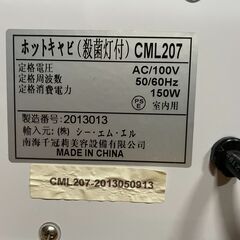 ホットキャビ(殺菌灯付) CML207
定格電圧 AC/100V
定格周波数 50/60Hz
定格消費電力 150W
PSE 室内用
製造番号:2013013
輸入元:(株) シー・エム・エル
南海千冠莉美容設備有限公司
MADE IN CHINA
CML207-2013050913